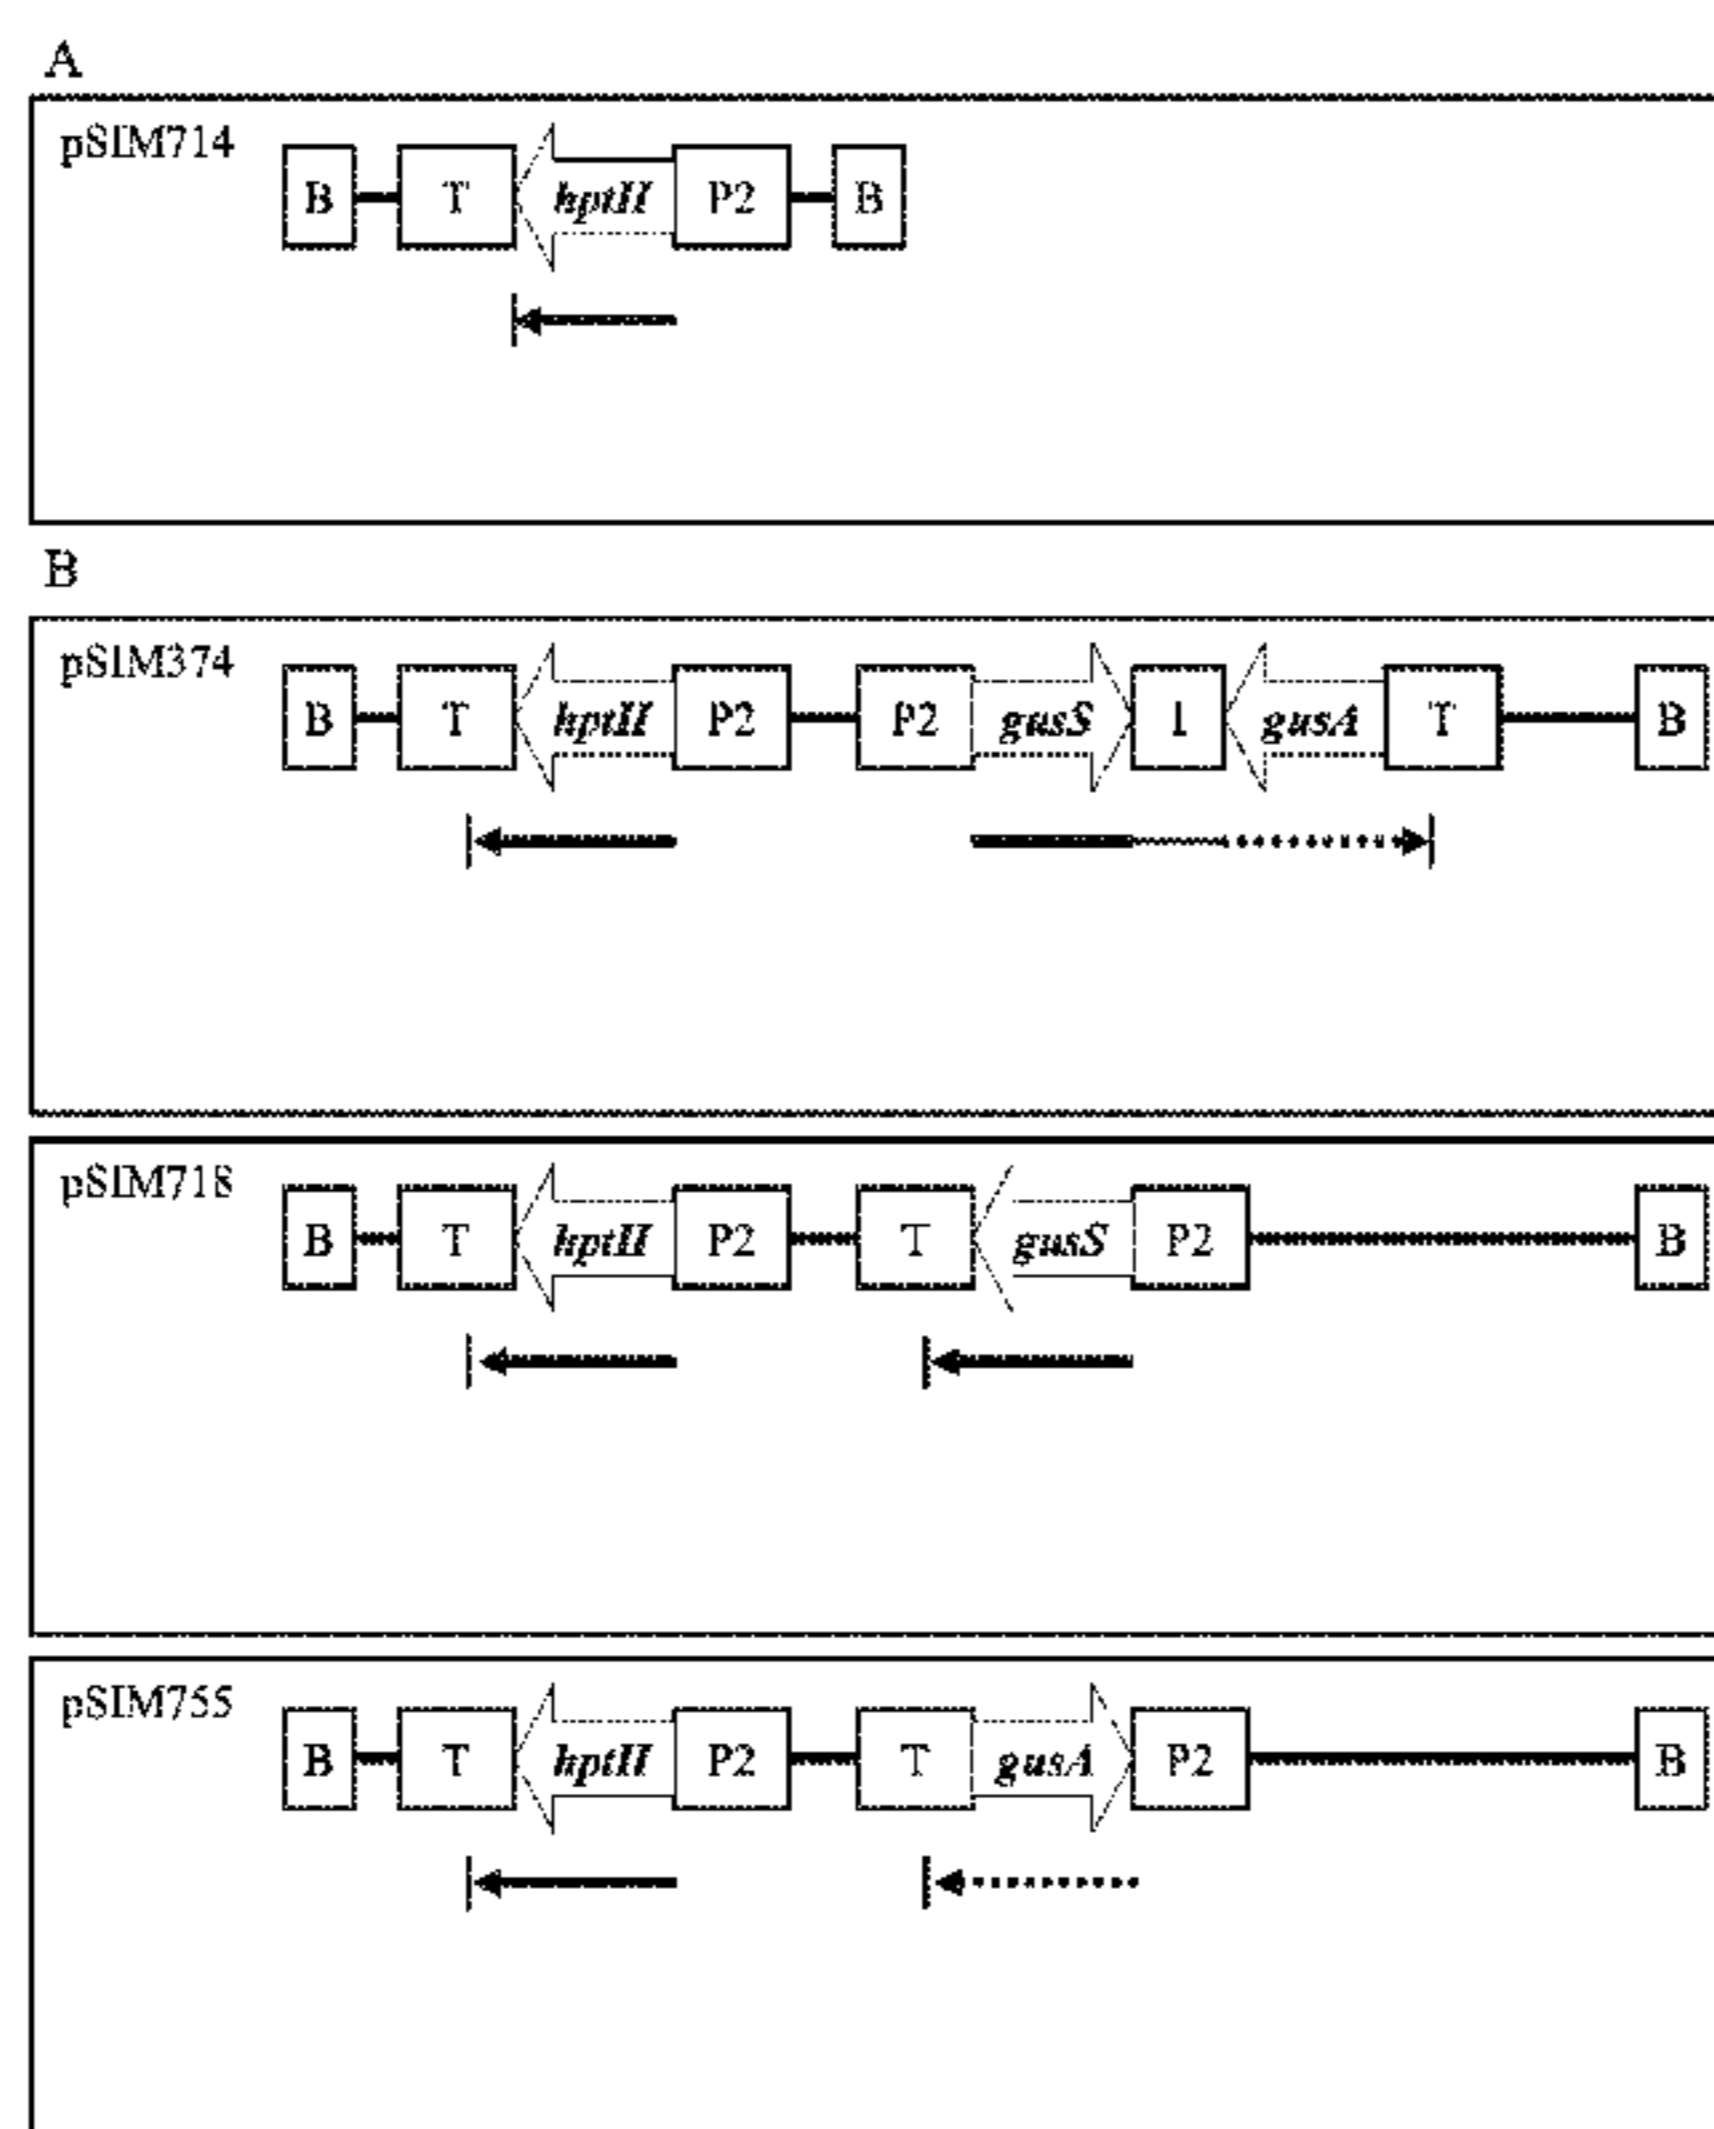 A
pSIM714
B T hptII P2 B
B
pSIM374
B T hptII P2 P2 gusS I gusA T B
pSIM718
B T hptII P2 T gusS P2 B
pSIM755
B T hptII P2 T gusA P2 B